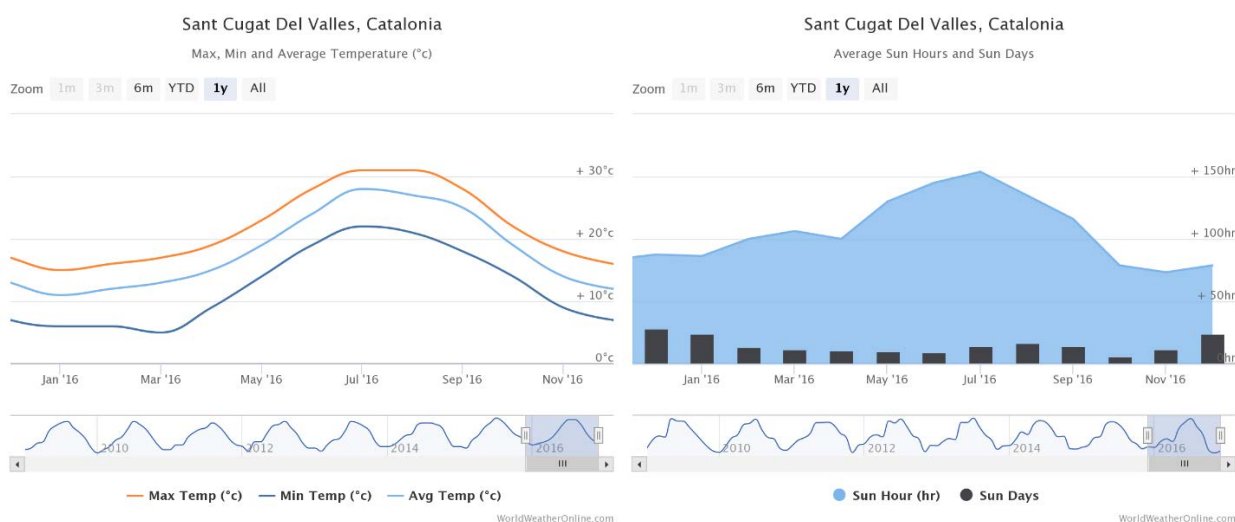 Sant Cugat Del Valles, Catalonia
Max, Min and Average Temperature (°c)
Zoom 1m 3m 6m YTD 1y All
+ 30°c
+ 20°c
+ 10°c
0°c
Jan '16 Mar '16 May '16 Jul '16 Sep '16 Nov '16
2010 2012 2014 2016
Max Temp (°c) Min Temp (°c) Avg Temp (°c)
WorldWeatherOnline.com
Sant Cugat Del Valles, Catalonia
Average Sun Hours and Sun Days
Zoom 1m 3m 6m YTD 1y All
+ 150hr
+ 100hr
+ 50hr
0hr
Jan '16 Mar '16 May '16 Jul '16 Sep '16 Nov '16
2010 2012 2014 2016
Sun Hour (hr) Sun Days
WorldWeatherOnline.com